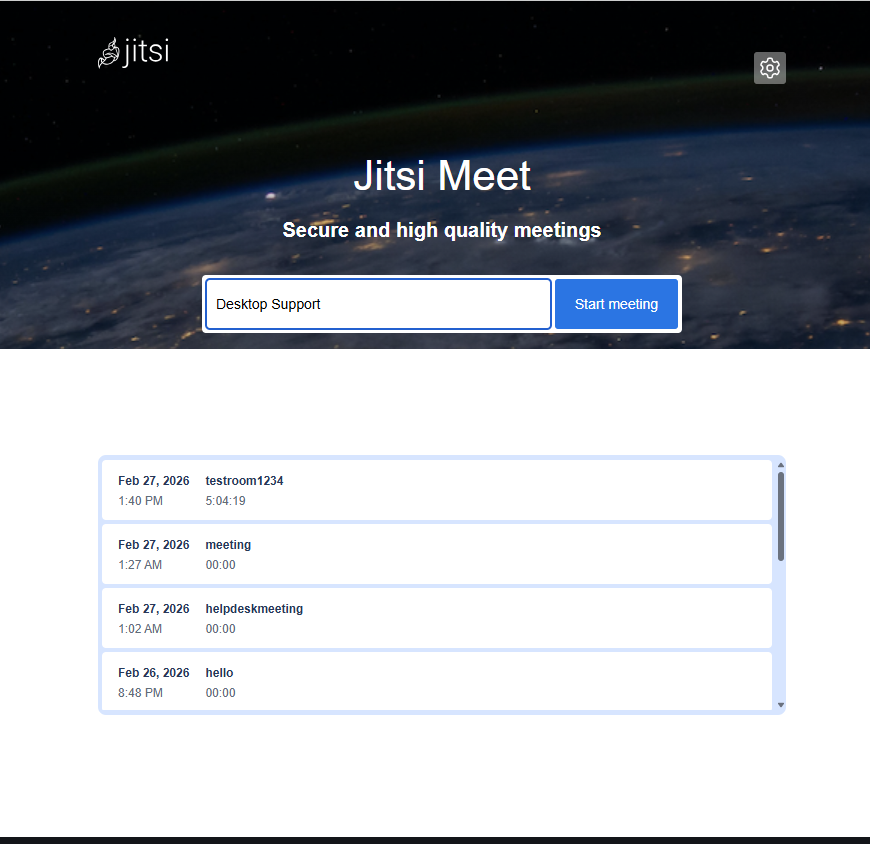 jitsi
Jitsi Meet
Secure and high quality meetings
Desktop Support
Start meeting
Feb 27, 2026 testroom1234
1:40 PM 5:04:19
Feb 27, 2026 meeting
1:27 AM 00:00
Feb 27, 2026 helpdeskmeeting
1:02 AM 00:00
Feb 26, 2026 hello
8:48 PM 00:00